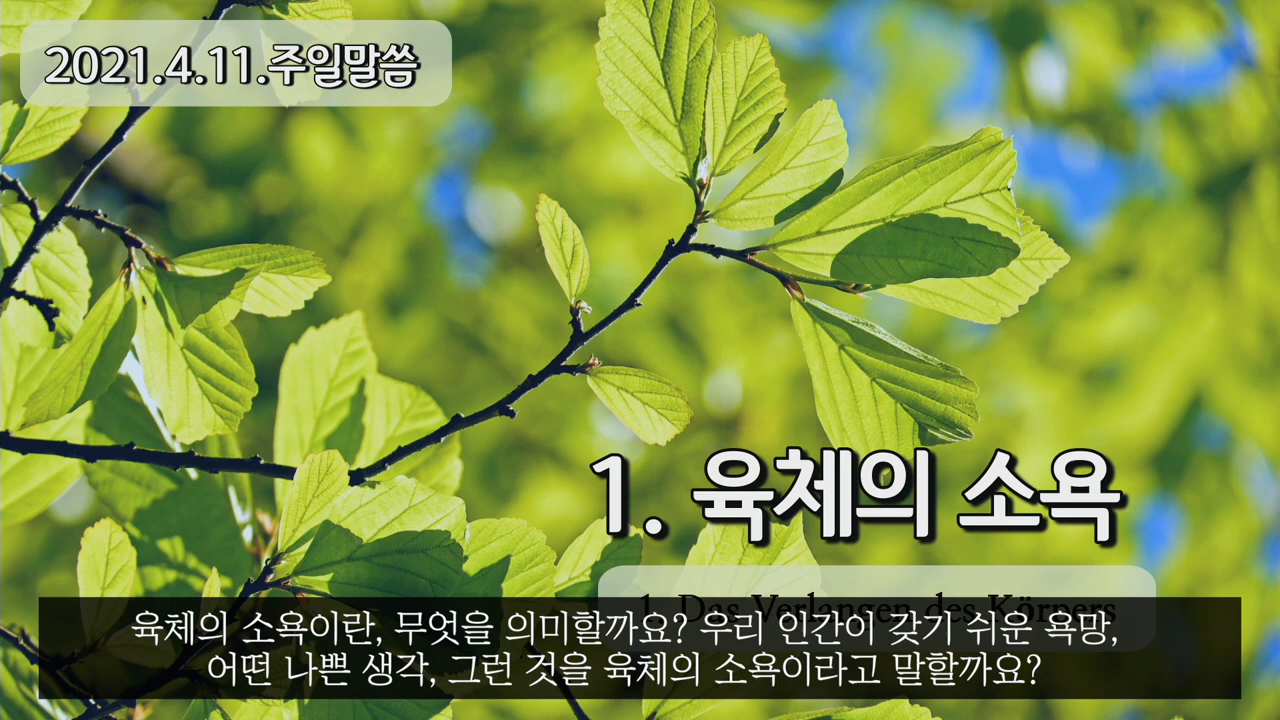 2021.4.11.주일말씀
1. 육체의 소욕
1. Das Verlangen des Körpers
육체의 소욕이란, 무엇을 의미할까요? 우리 인간이 갖기 쉬운 욕망,
어떤 나쁜 생각, 그런 것을 육체의 소욕이라고 말할까요?